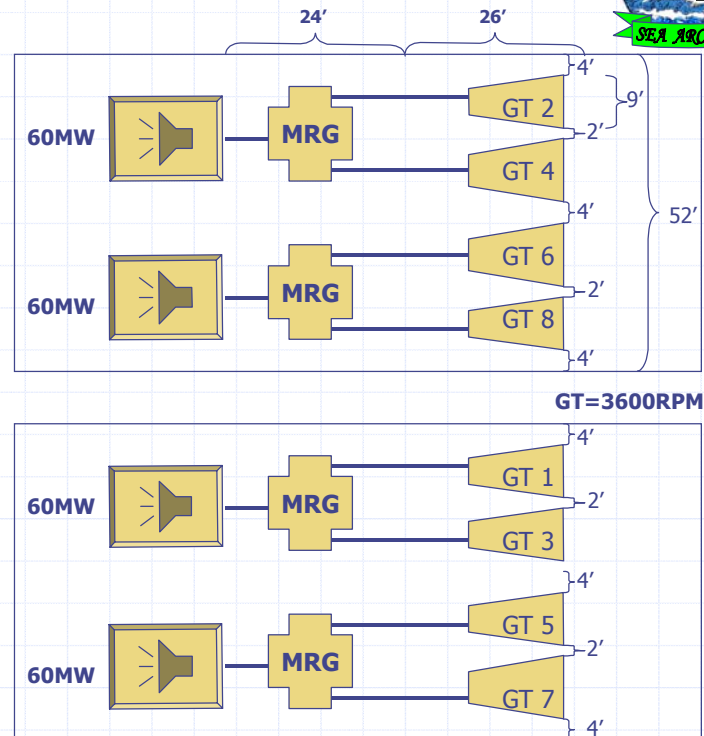 24′ 26′
SEA ARC
4′
GT 2 9′
60MW MRG 2′
GT 4
4′ 52′
GT 6
60MW MRG 2′
GT 8
4′
GT=3600RPM
4′
GT 1
60MW MRG 2′
GT 3
4′
GT 5
60MW MRG 2′
GT 7
4′